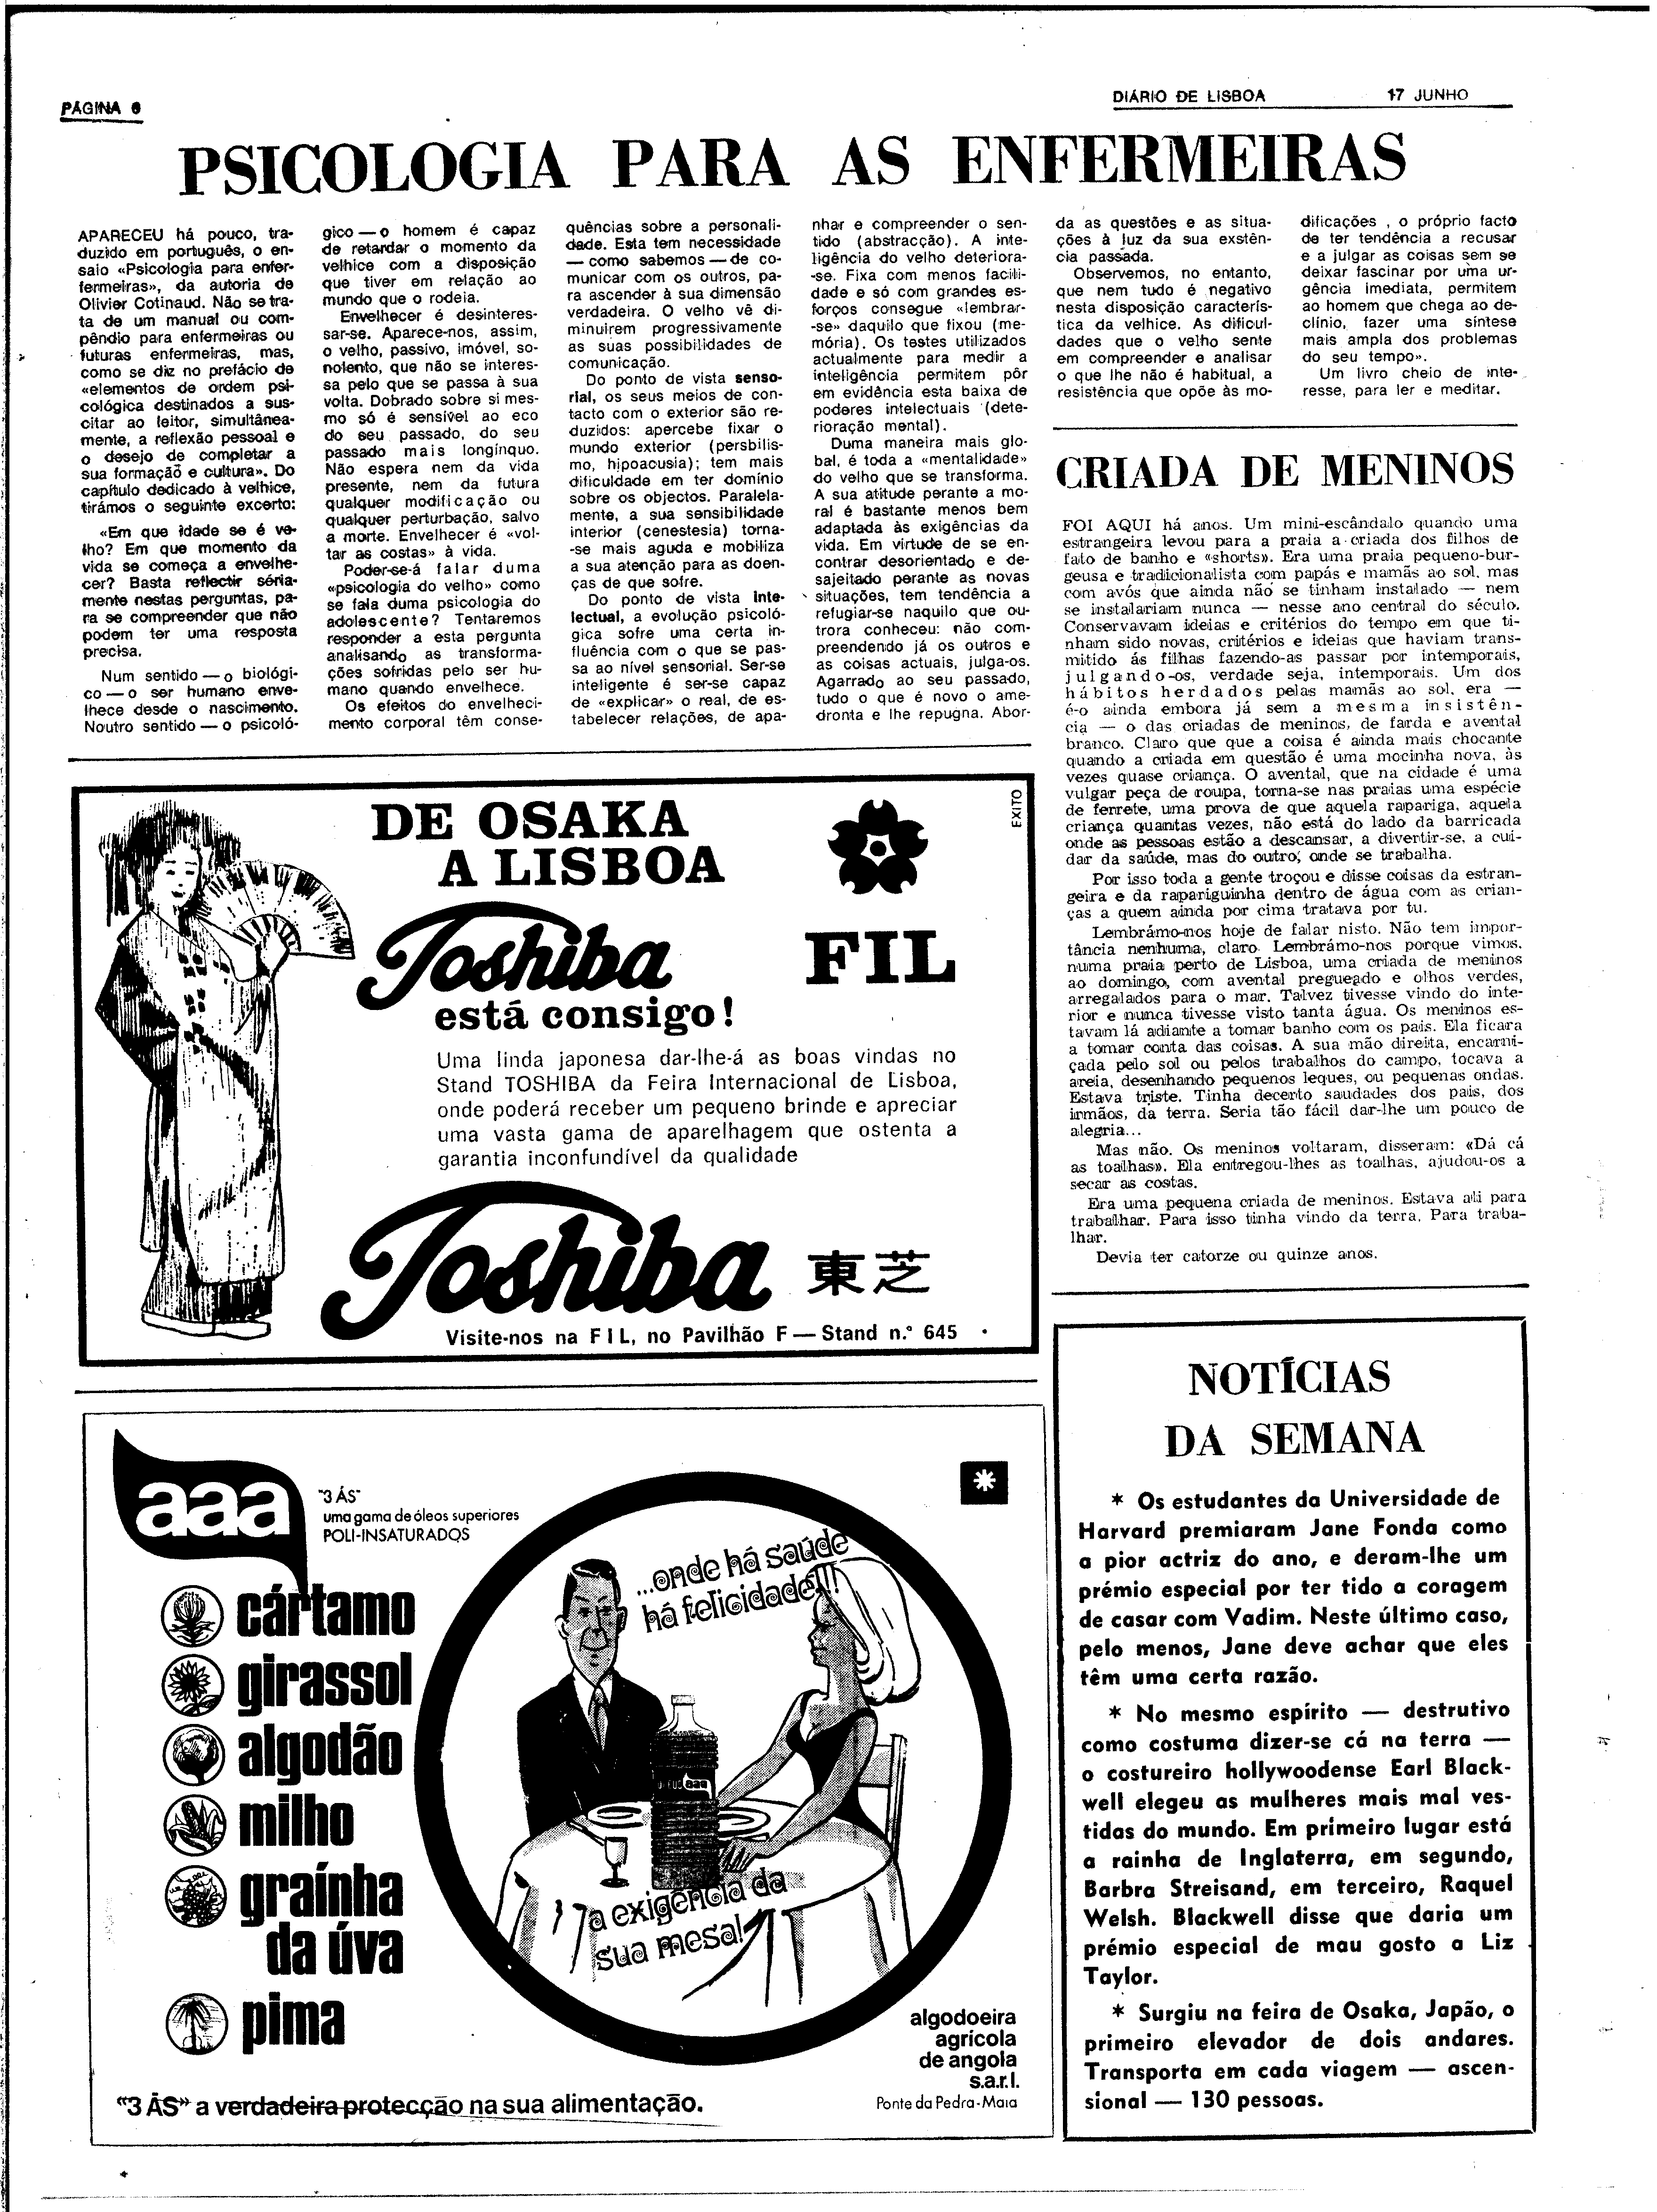 PÁGINA 6
DIÁRIO DE LISBOA 17 JUNHO
PSICOLOGIA PARA AS ENFERMEIRAS
APARECEU há pouco, tra-
duzido em português, o en-
saio «Psicologia para enfer-
fermeiras», da autoria de
Olivier Cotinaud. Não se tra-
ta de um manual ou com-
pêndio para enfermeiras ou
futuras enfermeiras, mas,
como se diz no prefácio de
«elementos de ordem psi-
cológica destinados a sus-
citar ao leitor, simultânea-
mente, a reflexão pessoal e
o desejo de completar a
sua formação e cultura». Do
capítulo dedicado à velhice,
tirámos o seguinte excerto:
«Em que idade se é ve-
lho? Em que momento da
vida se começa a envelhe-
cer? Basta reflectir séria-
mente nestas perguntas, pa-
ra se compreender que não
podem ter uma resposta
precisa.
Num sentido — o biológi-
co — o ser humano enve-
lhece desde o nascimento.
Noutro sentido — o psicoló-
gico — o homem é capaz
de retardar o momento da
velhice com a disposição
que tiver em relação ao
mundo que o rodeia.
Envelhecer é desinteres-
sar-se. Aparece-nos, assim,
o velho, passivo, imóvel, so-
nolento, que não se interes-
sa pelo que se passa à sua
volta. Dobrado sobre si mes-
mo só é sensível ao eco
do seu passado, do seu
passado mais longínquo.
Não espera nem da vida
presente, nem da futura
qualquer modificação ou
qualquer perturbação, salvo
a morte. Envelhecer é «vol-
tar as costas» à vida.
Poder-se-á falar duma
«psicologia do velho» como
se fala duma psicologia do
adolescente? Tentaremos
responder a esta pergunta
analisando as transforma-
ções sofridas pelo ser hu-
mano quando envelhece.
Os efeitos do envelheci-
mento corporal têm conse-
quências sobre a personali-
dade. Esta tem necessidade
— como sabemos — de co-
municar com os outros, pa-
ra ascender à sua dimensão
verdadeira. O velho vê di-
minuirem progressivamente
as suas possibilidades de
comunicação.
Do ponto de vista senso-
rial, os seus meios de con-
tacto com o exterior são re-
duzidos: apercebe fixar o
mundo exterior (persbilis-
mo, hipoacusia); tem mais
dificuldade em ter domínio
sobre os objectos. Paralela-
mente, a sua sensibilidade
interior (cenestesia) torna-
-se mais aguda e mobiliza
a sua atenção para as doen-
ças de que sofre.
Do ponto de vista inte-
lectual, a evolução psicoló-
gica sofre uma certa in-
fluência com o que se pas-
sa ao nível sensorial. Ser-se
inteligente é ser-se capaz
de «explicar» o real, de es-
tabelecer relações, de apa-
nhar e compreender o sen-
tido (abstracção). A inte-
ligência do velho deteriora-
-se. Fixa com menos facili-
dade e só com grandes es-
forços consegue «lembrar-
-se» daquilo que fixou (me-
mória). Os testes utilizados
actualmente para medir a
inteligência permitem pôr
em evidência esta baixa de
poderes intelectuais (dete-
rioração mental).
Duma maneira mais glo-
bal, é toda a «mentalidade»
do velho que se transforma.
A sua atitude perante a mo-
ral é bastante menos bem
adaptada às exigências da
vida. Em virtude de se en-
contrar desorientado e de-
sajeitado perante as novas
situações, tem tendência a
refugiar-se naquilo que ou-
trora conheceu: não com-
preendendo já os outros e
as coisas actuais, julga-os.
Agarrado ao seu passado,
tudo o que é novo o ame-
dronta e lhe repugna. Abor-
da as questões e as situa-
ções à luz da sua exstên-
cia passada.
Observemos, no entanto,
que nem tudo é negativo
nesta disposição caracterís-
tica da velhice. As dificul-
dades que o velho sente
em compreender e analisar
o que lhe não é habitual, a
resistência que opõe às mo-
dificações , o próprio facto
de ter tendência a recusar
e a julgar as coisas sem se
deixar fascinar por uma ur-
gência imediata, permitem
ao homem que chega ao de-
clínio, fazer uma síntese
mais ampla dos problemas
do seu tempo».
Um livro cheio de inte-
resse, para ler e meditar.
CRIADA DE MENINOS
FOI AQUI há anos. Um mini-escândalo quando uma
estrangeira levou para a praia a criada dos filhos de
fato de banho e «shorts». Era uma praia pequeno-bur-
geusa e tradicionalista com papás e mamãs ao sol, mas
com avós que ainda não se tinham instalado — nem
se instalariam nunca — nesse ano central do século.
Conservavam ideias e critérios do tempo em que ti-
nham sido novas, critérios e ideias que haviam trans-
mitido ás filhas fazendo-as passar por intemporais,
julgando-os, verdade seja, intemporais. Um dos
hábitos herdados pelas mamãs ao sol, era —
é-o ainda embora já sem a mesma insistên-
cia — o das criadas de meninos, de farda e avental
branco. Claro que que a coisa é ainda mais chocante
quando a criada em questão é uma mocinha nova, às
vezes quase criança. O avental, que na cidade é uma
vulgar peça de roupa, torna-se nas praias uma espécie
de ferrete, uma prova de que aquela rapariga, aquela
criança quantas vezes, não está do lado da barricada
onde as pessoas estão a descansar, a divertir-se, a cui-
dar da saúde, mas do outro, onde se trabalha.
Por isso toda a gente troçou e disse coisas da estran-
geira e da rapariguinha dentro de água com as crian-
ças a quem ainda por cima tratava por tu.
Lembrámo-nos hoje de falar nisto. Não tem impor-
tância nenhuma, claro. Lembrámo-nos porque vimos,
numa praia perto de Lisboa, uma criada de meninos
ao domingo, com avental pregueado e olhos verdes,
arregalados para o mar. Talvez tivesse vindo do inte-
rior e nunca tivesse visto tanta água. Os meninos es-
tavam lá adiante a tomar banho com os pais. Ela ficara
a tomar conta das coisas. A sua mão direita, encarni-
çada pelo sol ou pelos trabalhos do campo, tocava a
areia, desenhando pequenos leques, ou pequenas ondas.
Estava triste. Tinha decerto saudades dos pais, dos
irmãos, da terra. Seria tão fácil dar-lhe um pouco de
alegria...
Mas não. Os meninos voltaram, disseram: «Dá cá
as toalhas». Ela entregou-lhes as toalhas, ajudou-os a
secar as costas.
Era uma pequena criada de meninos. Estava ali para
trabalhar. Para isso tinha vindo da terra. Para traba-
lhar.
Devia ter catorze ou quinze anos.
EXITO
DE OSAKA
A LISBOA
Toshiba
está consigo!
FIL
Uma linda japonesa dar-lhe-á as boas vindas no
Stand TOSHIBA da Feira Internacional de Lisboa,
onde poderá receber um pequeno brinde e apreciar
uma vasta gama de aparelhagem que ostenta a
garantia inconfundível da qualidade
Toshiba 東芝
Visite-nos na FIL, no Pavilhão F — Stand n.º 645
aaa
"3 ÁS"
uma gama de óleos superiores
POLI-INSATURADOS
cártamo
girassol
algodão
milho
graínha
da úva
pima
...onde há saúde
há felicidade!!!
aaa
a exigência da
sua mesa!
algodoeira
agrícola
de angola
s.a.r.l.
Ponte da Pedra-Maia
"3 ÁS" a verdadeira protecção na sua alimentação.
NOTÍCIAS
DA SEMANA
* Os estudantes da Universidade de
Harvard premiaram Jane Fonda como
a pior actriz do ano, e deram-lhe um
prémio especial por ter tido a coragem
de casar com Vadim. Neste último caso,
pelo menos, Jane deve achar que eles
têm uma certa razão.
* No mesmo espírito — destrutivo
como costuma dizer-se cá na terra —
o costureiro hollywoodense Earl Black-
well elegeu as mulheres mais mal ves-
tidas do mundo. Em primeiro lugar está
a rainha de Inglaterra, em segundo,
Barbra Streisand, em terceiro, Raquel
Welsh. Blackwell disse que daria um
prémio especial de mau gosto a Liz
Taylor.
* Surgiu na feira de Osaka, Japão, o
primeiro elevador de dois andares.
Transporta em cada viagem — ascen-
sional — 130 pessoas.